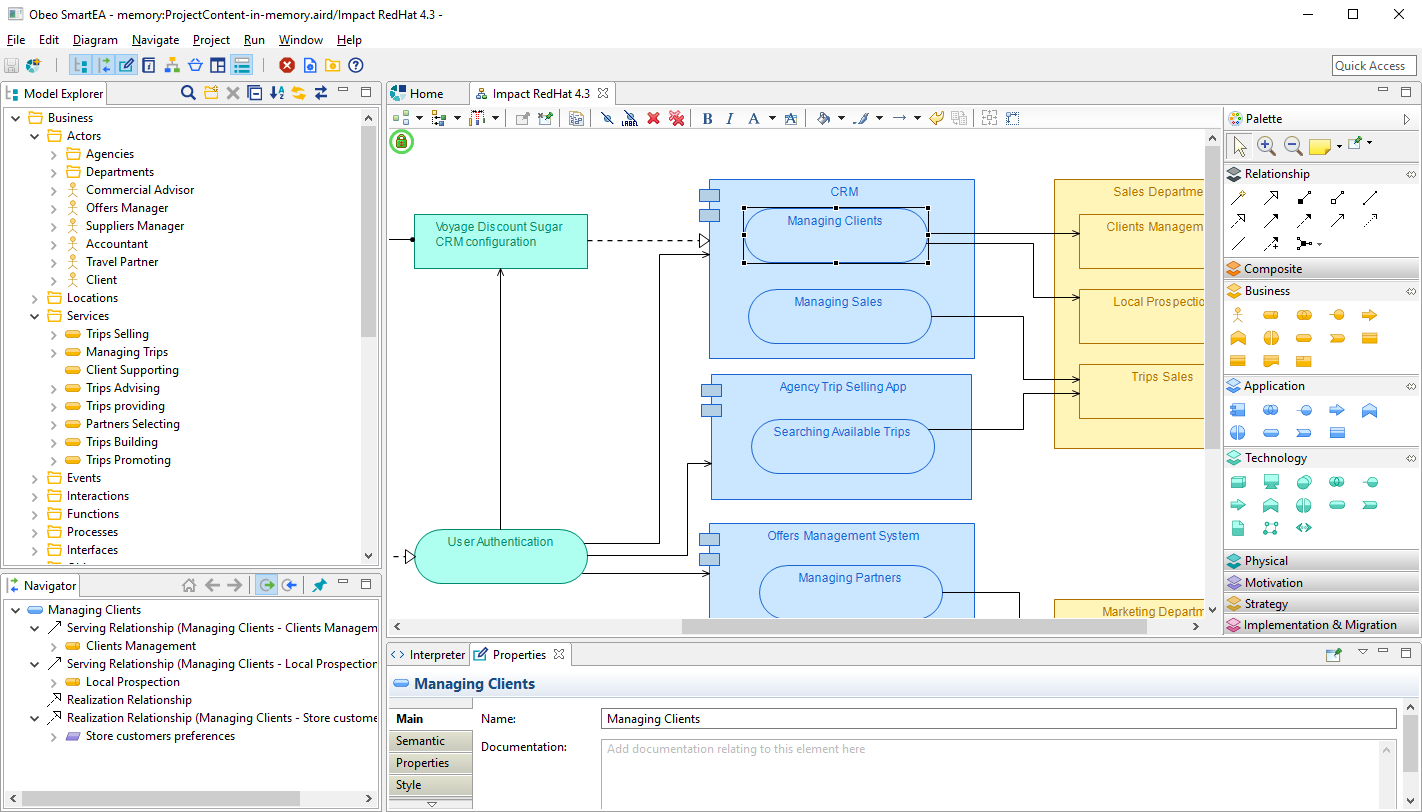 Obeo SmartEA - memory:ProjectContent-in-memory.aird/Impact RedHat 4.3 -
File Edit Diagram Navigate Project Run Window Help
Quick Access
Model Explorer
Business
Actors
Agencies
Departments
Commercial Advisor
Offers Manager
Suppliers Manager
Accountant
Travel Partner
Client
Locations
Services
Trips Selling
Managing Trips
Client Supporting
Trips Advising
Trips providing
Partners Selecting
Trips Building
Trips Promoting
Events
Interactions
Functions
Processes
Interfaces
Navigator
Managing Clients
Serving Relationship (Managing Clients - Clients Managem
Clients Management
Serving Relationship (Managing Clients - Local Prospection
Local Prospection
Realization Relationship
Realization Relationship (Managing Clients - Store custome
Store customers preferences
Home
Impact RedHat 4.3
LABEL
B I A A
Voyage Discount Sugar
CRM configuration
User Authentication
CRM
Managing Clients
Managing Sales
Agency Trip Selling App
Searching Available Trips
Offers Management System
Managing Partners
Sales Departme
Clients Managem
Local Prospectio
Trips Sales
Marketing Departm
Palette
Relationship
Composite
Business
Application
Technology
Physical
Motivation
Strategy
Implementation & Migration
Interpreter
Properties
Managing Clients
Main
Semantic
Properties
Style
Name:
Managing Clients
Documentation:
Add documentation relating to this element here